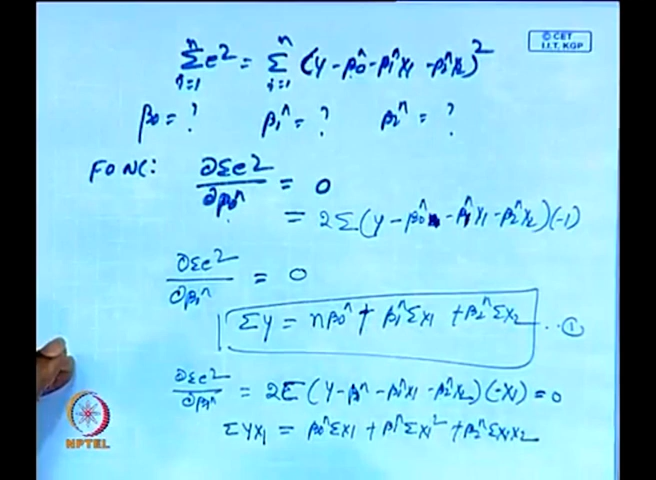 © CET
I.I.T. KGP
n∑i=1 e² = n∑i=1 (Y - β0^ - β1^x1 - β2^x2)²
β0 = ? β1^ = ? β2^ = ?
FONC: ∂Σe²/∂β0^ = 0
= 2Σ(Y - β0^ - β1^x1 - β2^x2)(-1)
∂Σe²/∂β1^ = 0
ΣY = nβ0^ + β1^Σx1 + β2^Σx2 ... ①
∂Σe²/∂β1^ = 2Σ(Y - β^ - β1^x1 - β2^x2)(-x1) = 0
ΣYx1 = β0^Σx1 + β1^Σx1² + β2^Σx1x2
NPTEL